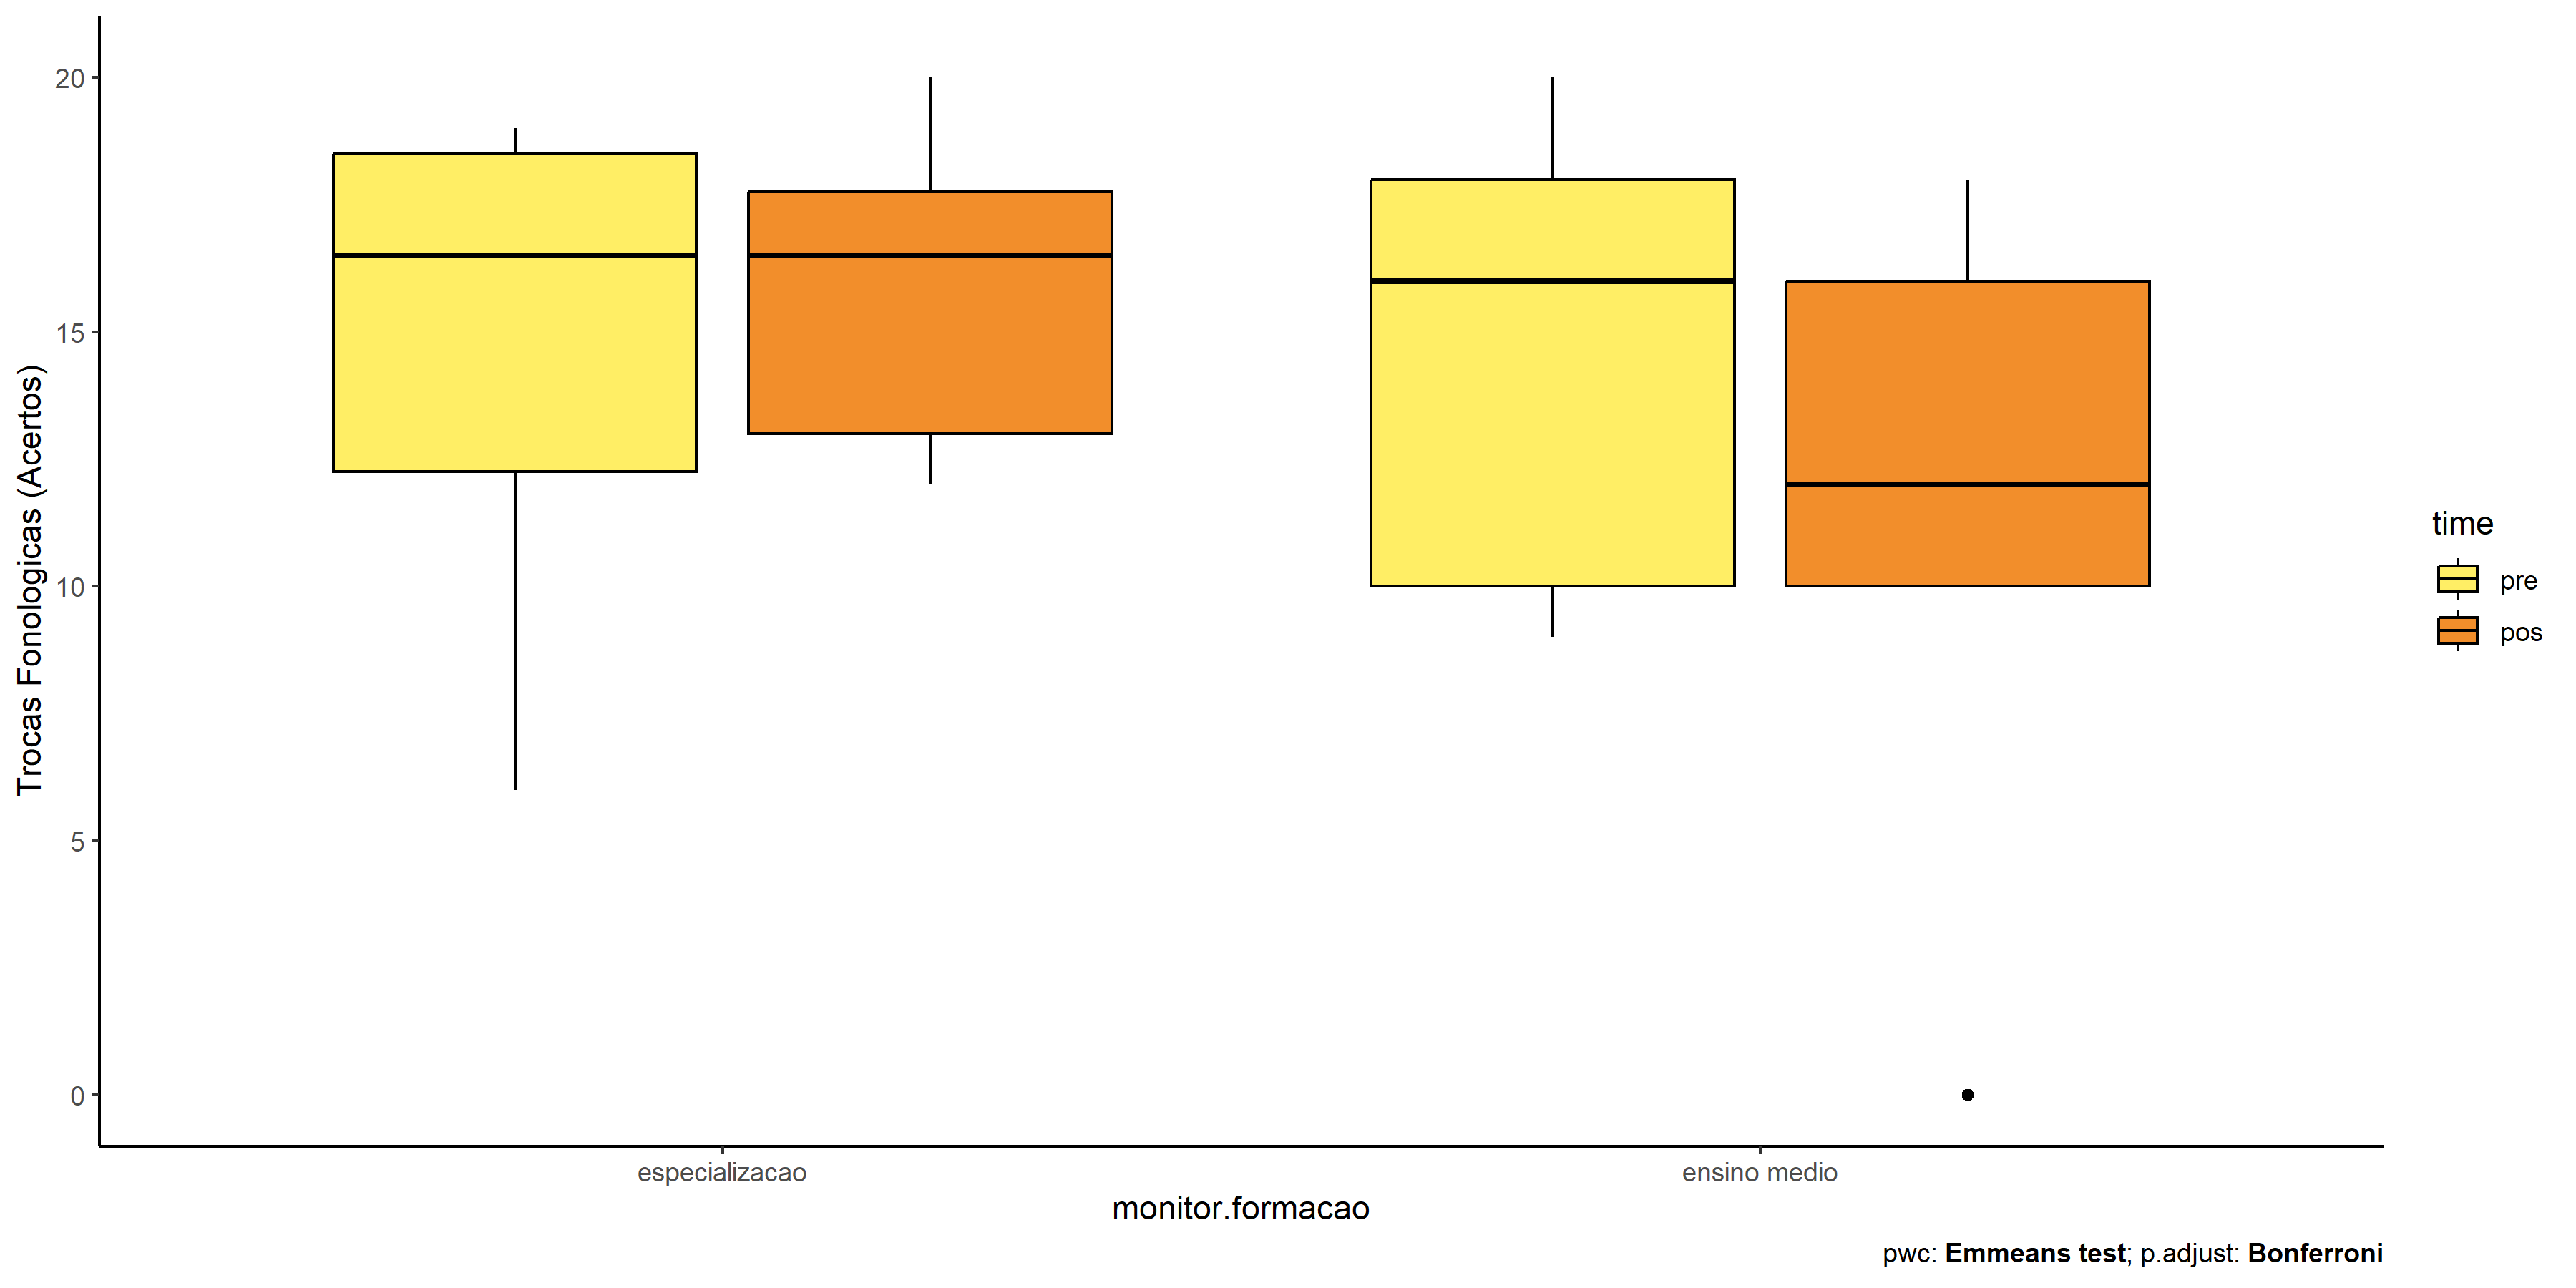 Trocas Fonologicas (Acertos)
20
15
10
5
0
especializacao
ensino medio
monitor.formacao
time
pre
pos
pwc: Emmeans test; p.adjust: Bonferroni